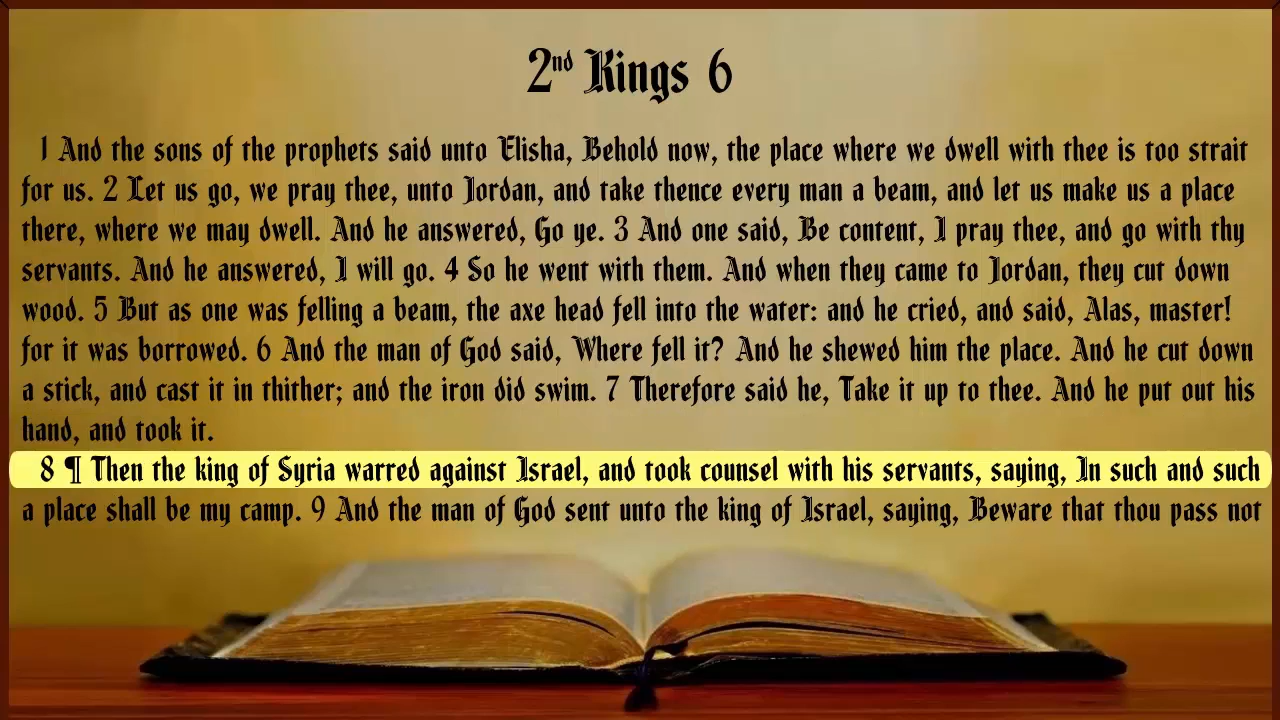 2nd Kings 6
1 And the sons of the prophets said unto Elisha, Behold now, the place where we dwell with thee is too strait
for us. 2 Let us go, we pray thee, unto Jordan, and take thence every man a beam, and let us make us a place
there, where we may dwell. And he answered, Go ye. 3 And one said, Be content, I pray thee, and go with thy
servants. And he answered, I will go. 4 So he went with them. And when they came to Jordan, they cut down
wood. 5 But as one was felling a beam, the axe head fell into the water: and he cried, and said, Alas, master!
for it was borrowed. 6 And the man of God said, Where fell it? And he shewed him the place. And he cut down
a stick, and cast it in thither; and the iron did swim. 7 Therefore said he, Take it up to thee. And he put out his
hand, and took it.
8 ¶ Then the king of Syria warred against Israel, and took counsel with his servants, saying, In such and such
a place shall be my camp. 9 And the man of God sent unto the king of Israel, saying, Beware that thou pass not